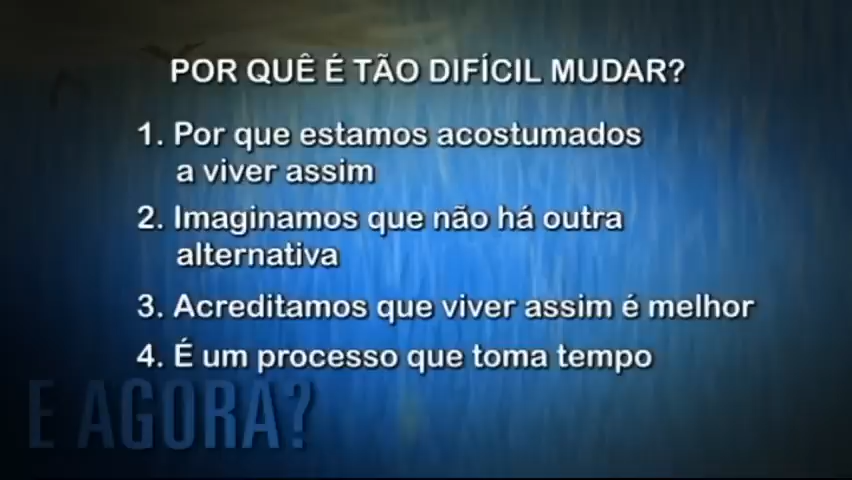 POR QUÊ É TÃO DIFÍCIL MUDAR?
1. Por que estamos acostumados
a viver assim
2. Imaginamos que não há outra
alternativa
3. Acreditamos que viver assim é melhor
4. É um processo que toma tempo
E AGORA?